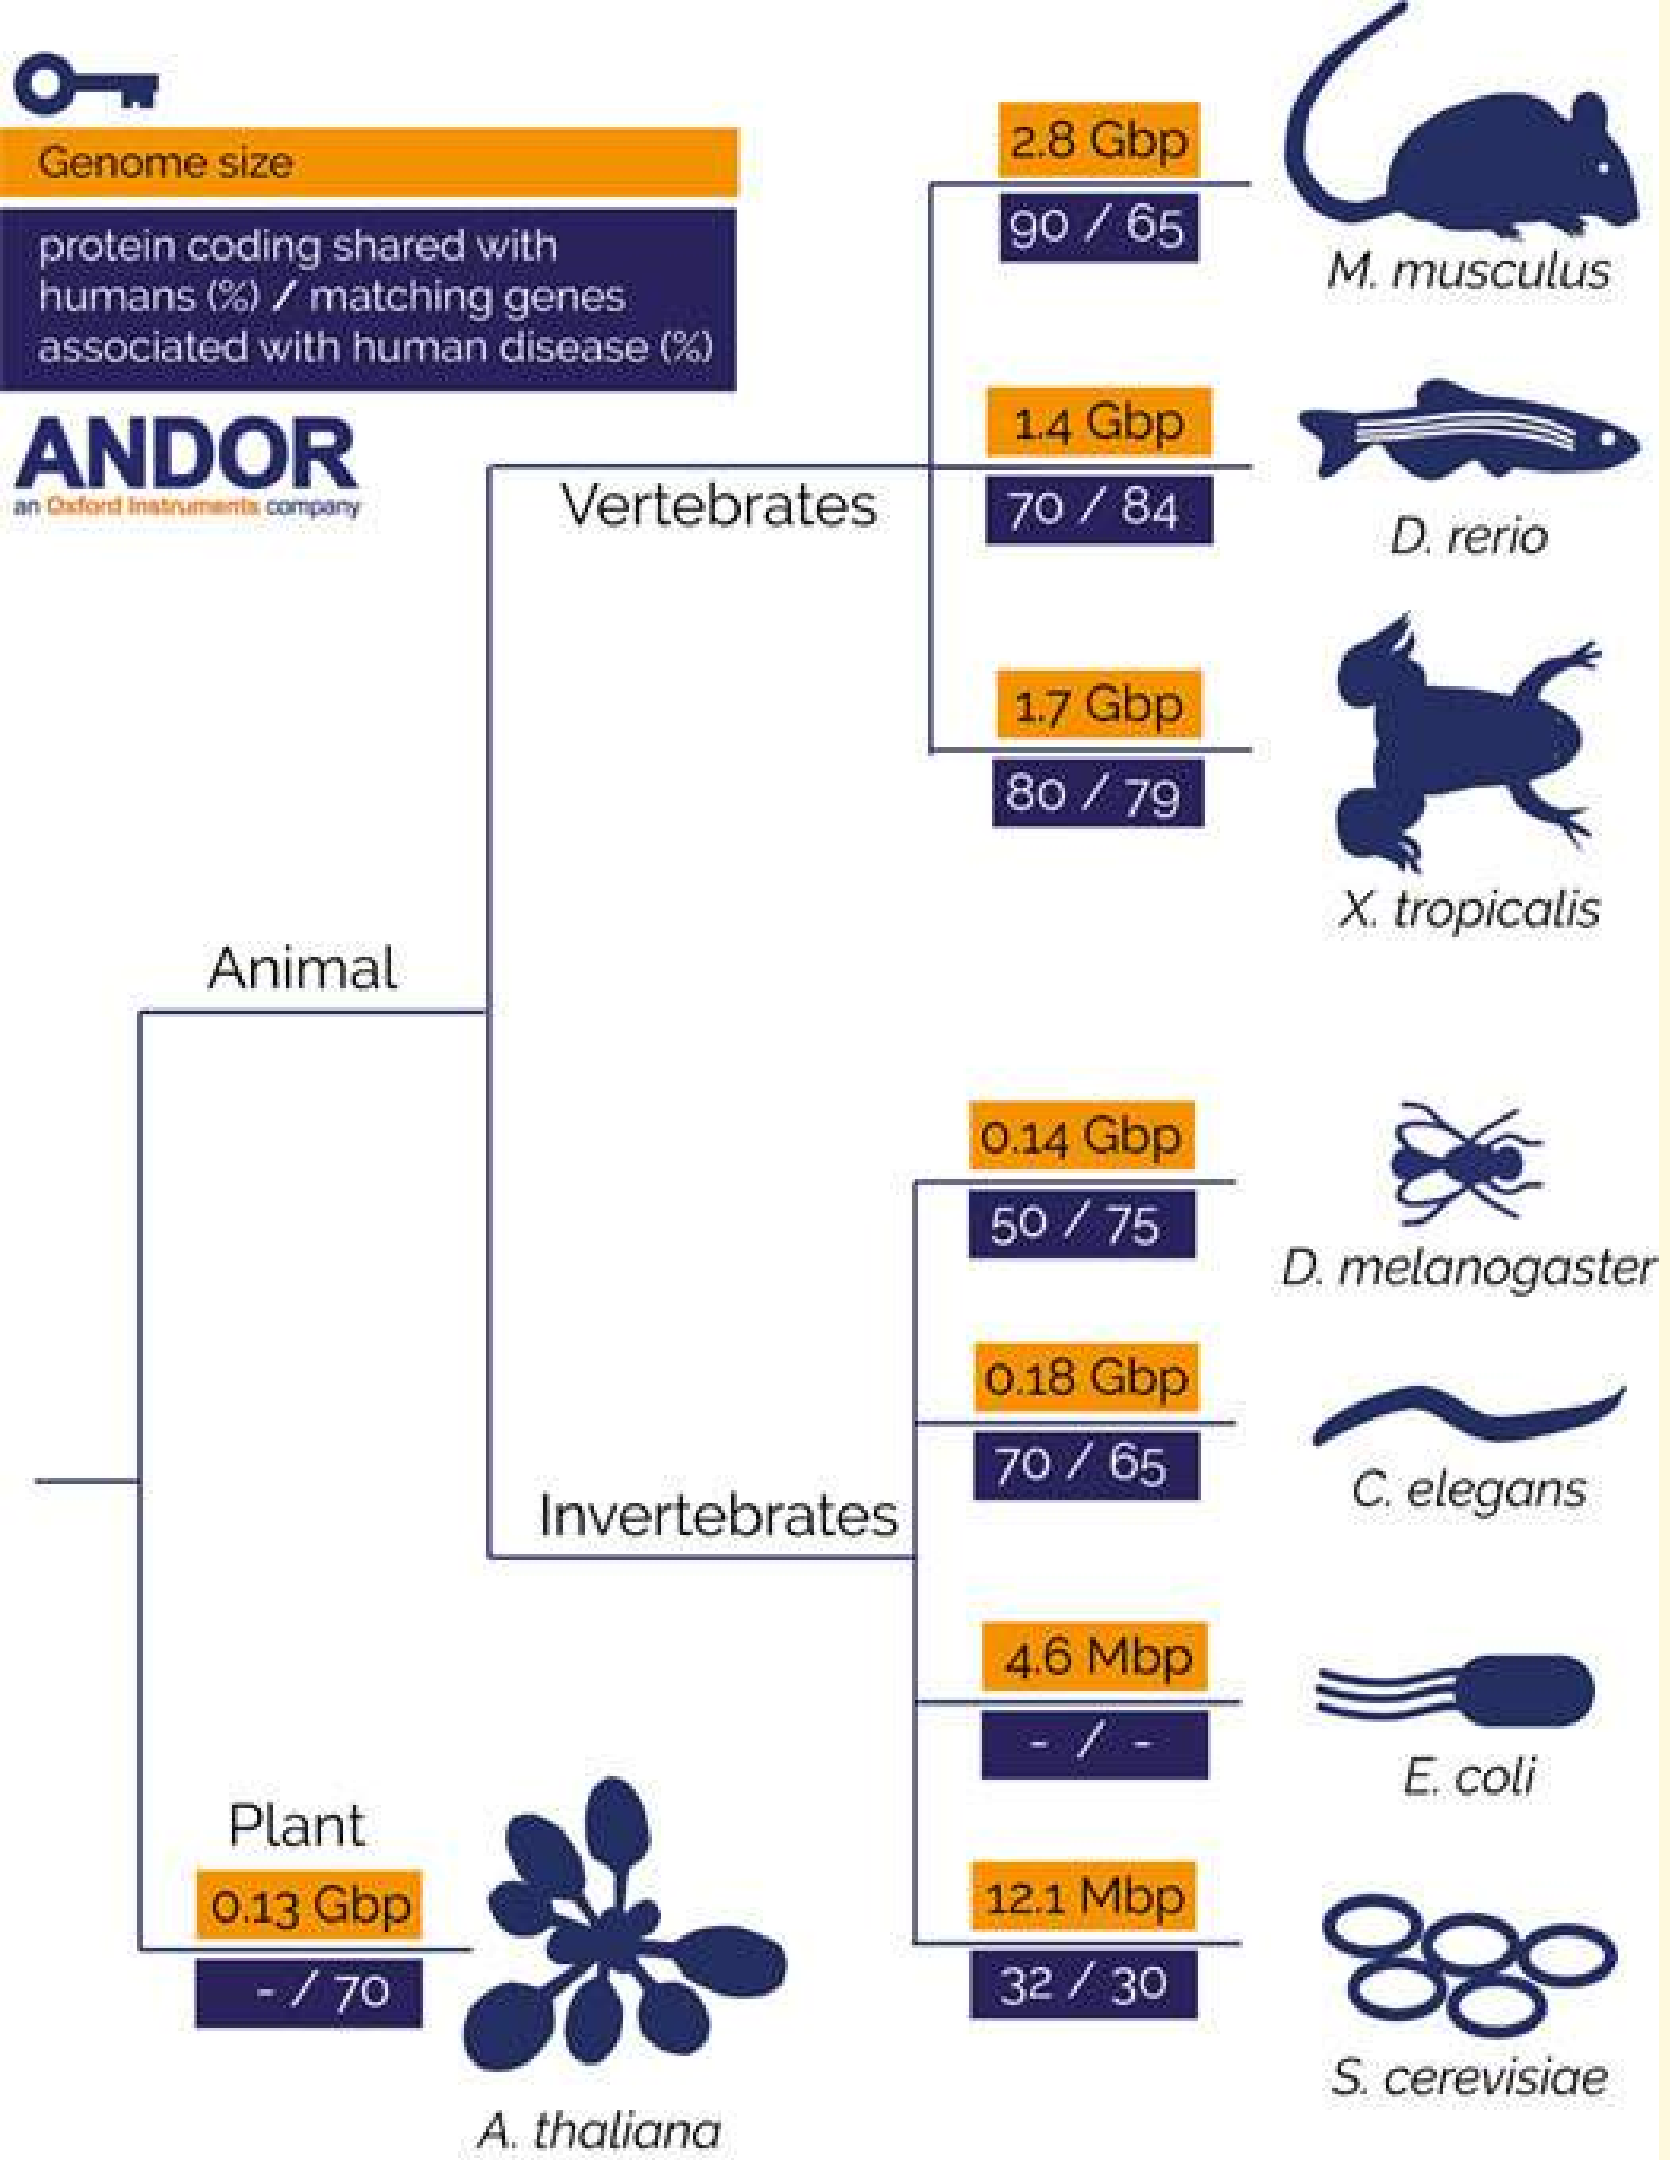 Genome size
protein coding shared with
humans (%) / matching genes
associated with human disease (%)
ANDOR
an Oxford Instruments company
2.8 Gbp
90 / 65
M. musculus
1.4 Gbp
70 / 84
D. rerio
Vertebrates
1.7 Gbp
80 / 79
X. tropicalis
Animal
0.14 Gbp
50 / 75
D. melanogaster
0.18 Gbp
70 / 65
C. elegans
Invertebrates
4.6 Mbp
- / -
E. coli
12.1 Mbp
32 / 30
S. cerevisiae
Plant
0.13 Gbp
- / 70
A. thaliana